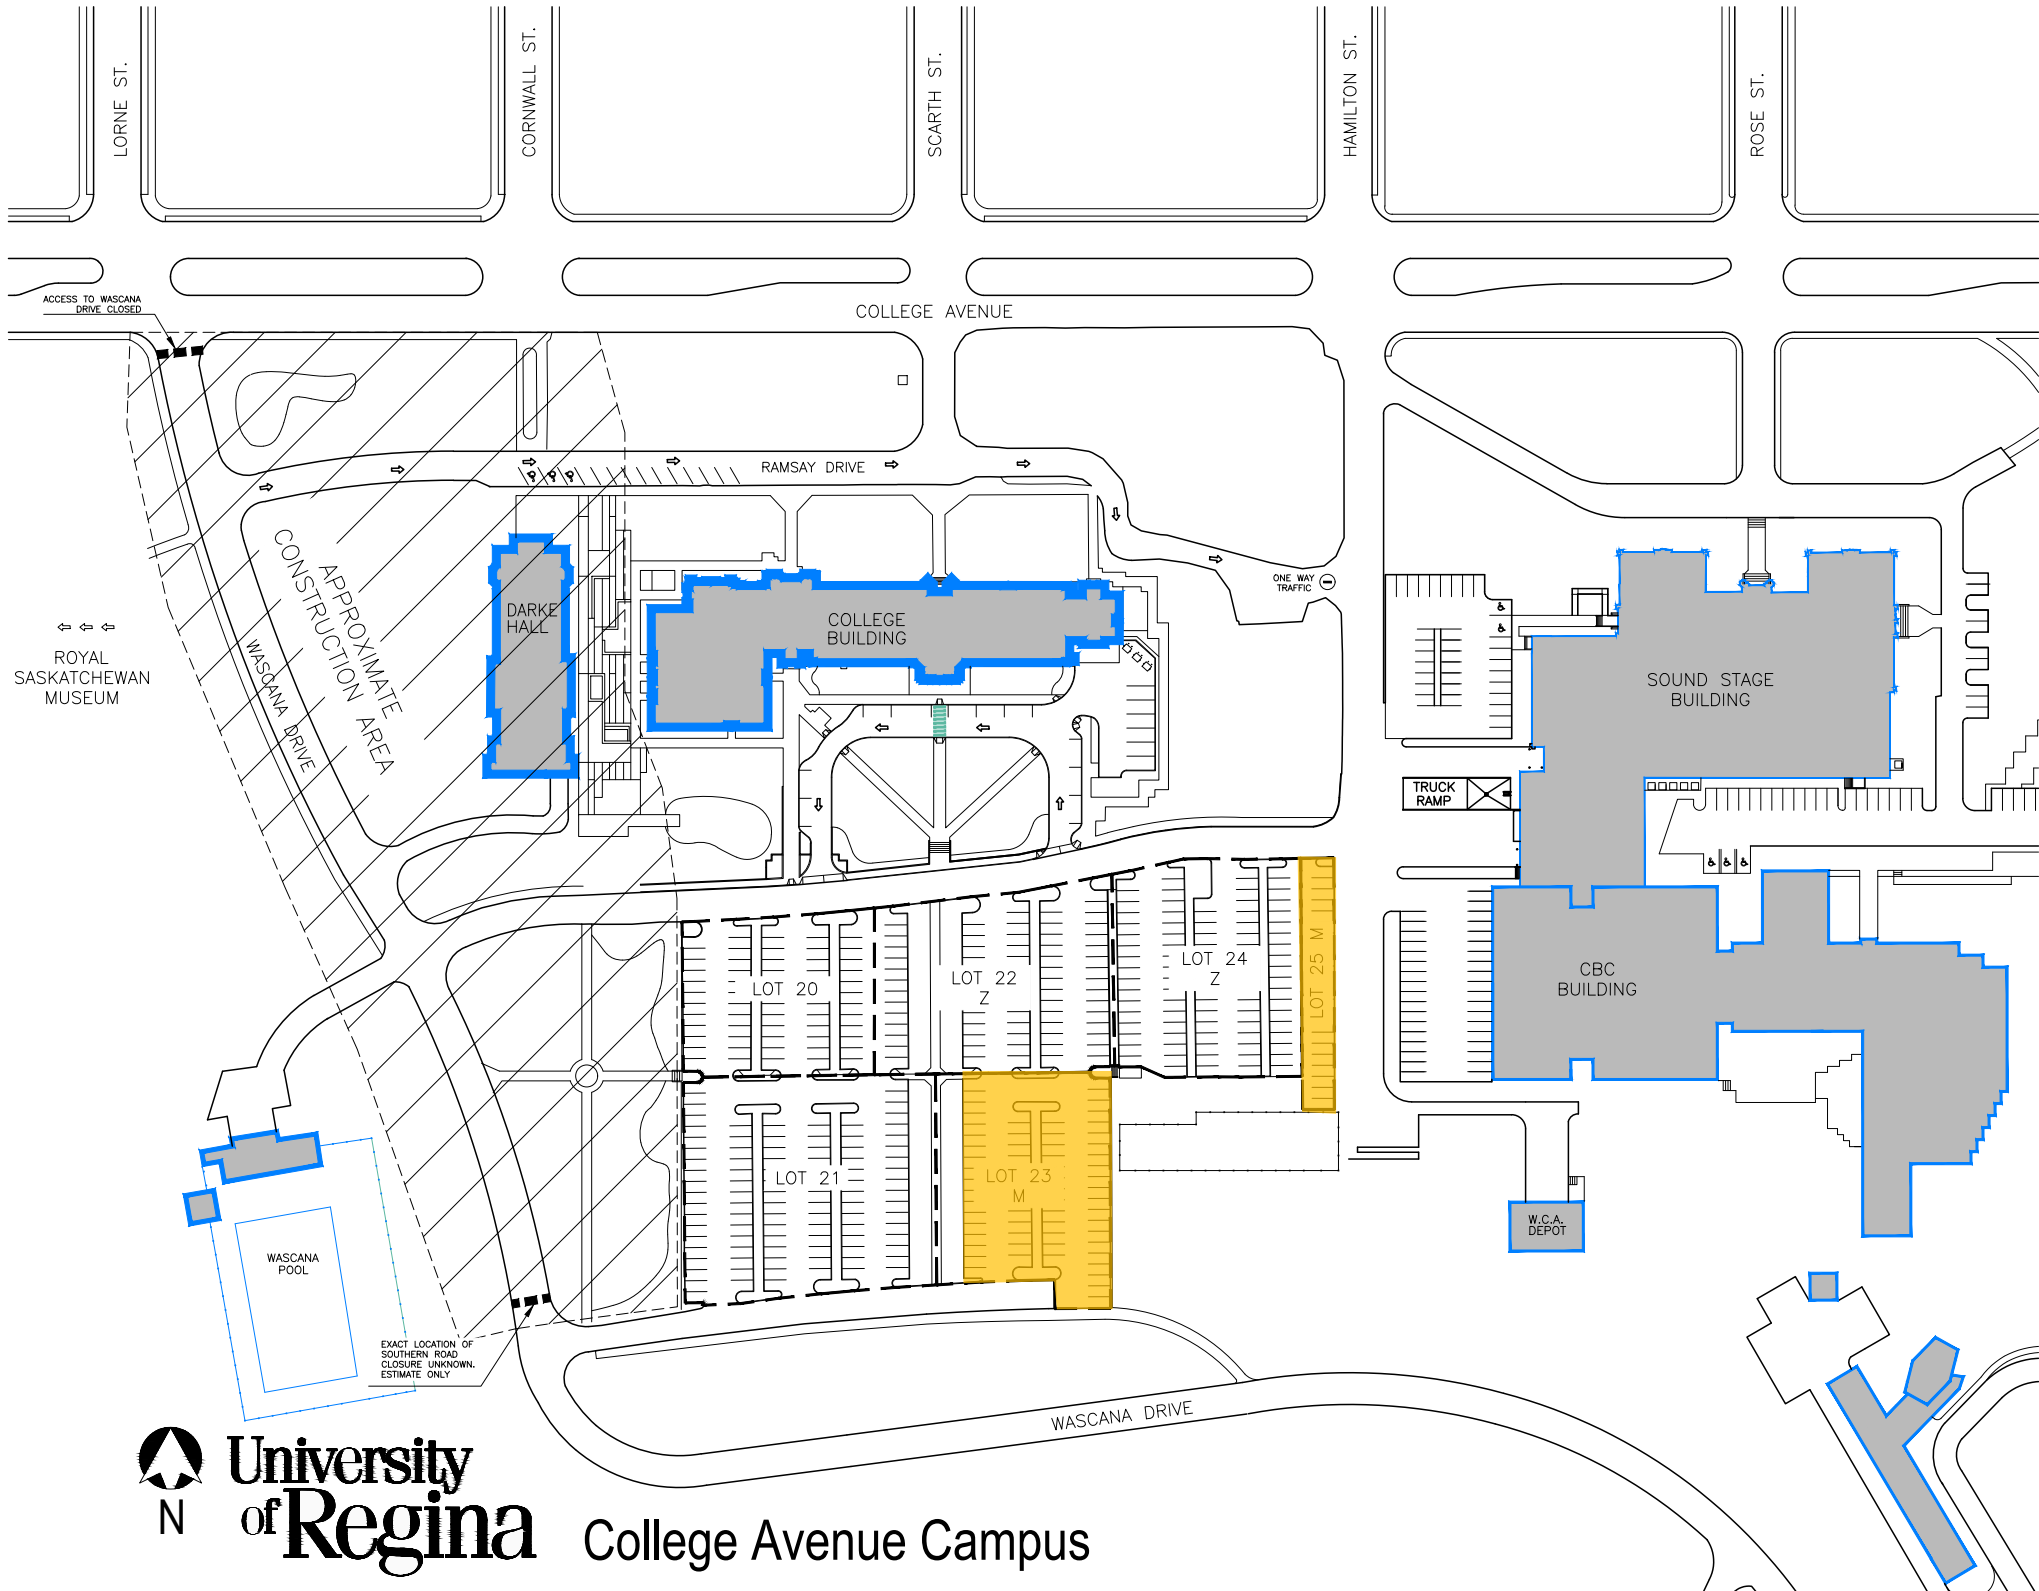 LORNE ST.
CORNWALL ST.
SCARTH ST.
HAMILTON ST.
ROSE ST.
ACCESS TO WASCANA
DRIVE CLOSED
COLLEGE AVENUE
RAMSAY DRIVE
APPROXIMATE
CONSTRUCTION AREA
WASCANA DRIVE
ROYAL
SASKATCHEWAN
MUSEUM
DARKE
HALL
COLLEGE
BUILDING
ONE WAY
TRAFFIC
SOUND STAGE
BUILDING
TRUCK
RAMP
LOT 20
LOT 22
Z
LOT 24
Z
LOT 25 M
CBC
BUILDING
LOT 21
LOT 23
M
W.C.A.
DEPOT
WASCANA
POOL
EXACT LOCATION OF
SOUTHERN ROAD
CLOSURE UNKNOWN.
ESTIMATE ONLY
WASCANA DRIVE
N
University
of Regina
College Avenue Campus